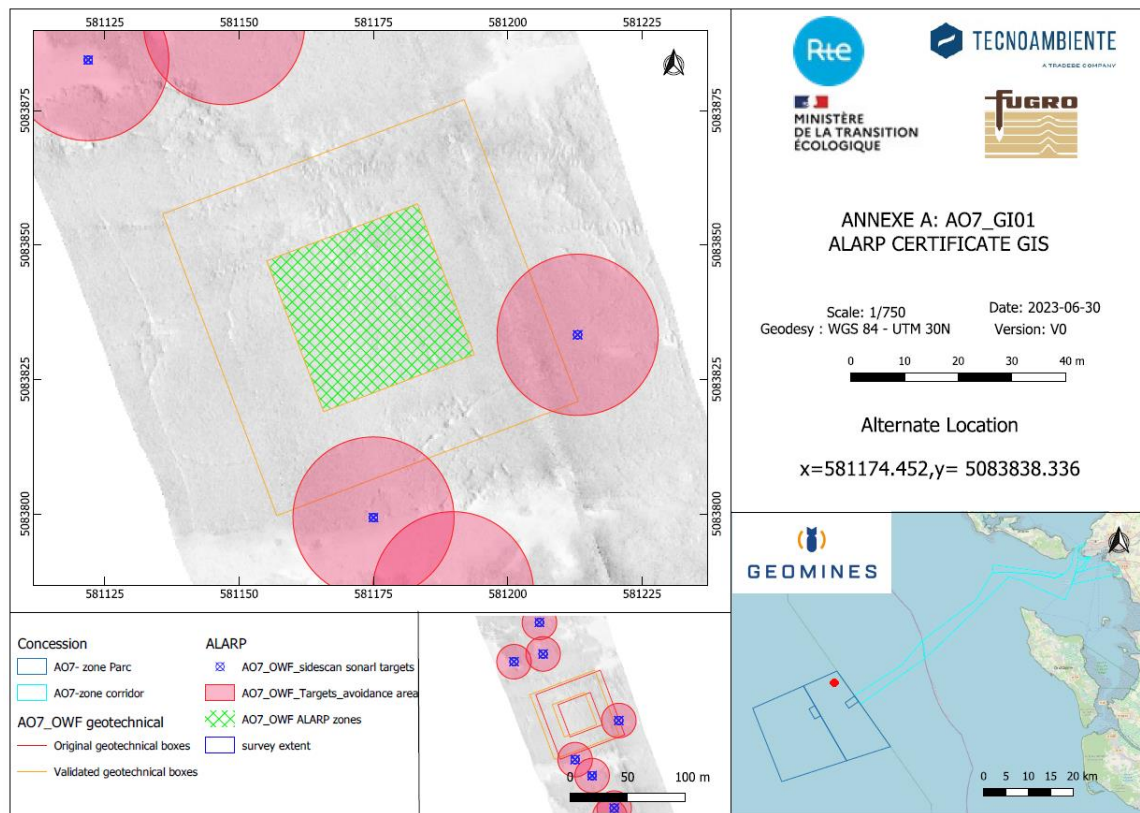 581125 581150 581175 581200 581225
5083875
5083850
5083825
5083800
5083875
5083850
5083825
5083800
581125 581150 581175 581200 581225
Rte
TECNOAMBIENTE
A TRADEBE COMPANY
MINISTÈRE
DE LA TRANSITION
ÉCOLOGIQUE
FUGRO
ANNEXE A: AO7_GI01
ALARP CERTIFICATE GIS
Scale: 1/750
Date: 2023-06-30
Geodesy : WGS 84 - UTM 30N
Version: V0
0 10 20 30 40 m
Alternate Location
x=581174.452,y= 5083838.336
Concession
AO7- zone Parc
AO7-zone corridor
AO7_OWF geotechnical
Original geotechnical boxes
Validated geotechnical boxes
ALARP
AO7_OWF_sidescan sonarl targets
AO7_OWF_Targets_avoidance area
AO7_OWF ALARP zones
survey extent
0 50 100 m
GEOMINES
0 5 10 15 20 km